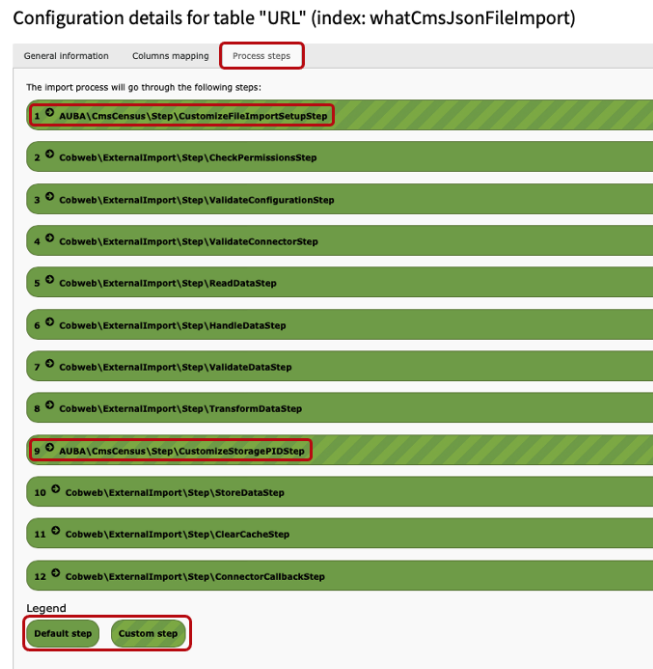 Configuration details for table "URL" (index: whatCmsJsonFileImport)
General information Columns mapping Process steps
The import process will go through the following steps:
1 AUBA\CmsCensus\Step\CustomizeFileImportSetupStep
2 Cobweb\ExternalImport\Step\CheckPermissionsStep
3 Cobweb\ExternalImport\Step\ValidateConfigurationStep
4 Cobweb\ExternalImport\Step\ValidateConnectorStep
5 Cobweb\ExternalImport\Step\ReadDataStep
6 Cobweb\ExternalImport\Step\HandleDataStep
7 Cobweb\ExternalImport\Step\ValidateDataStep
8 Cobweb\ExternalImport\Step\TransformDataStep
9 AUBA\CmsCensus\Step\CustomizeStoragePIDStep
10 Cobweb\ExternalImport\Step\StoreDataStep
11 Cobweb\ExternalImport\Step\ClearCacheStep
12 Cobweb\ExternalImport\Step\ConnectorCallbackStep
Legend
Default step Custom step